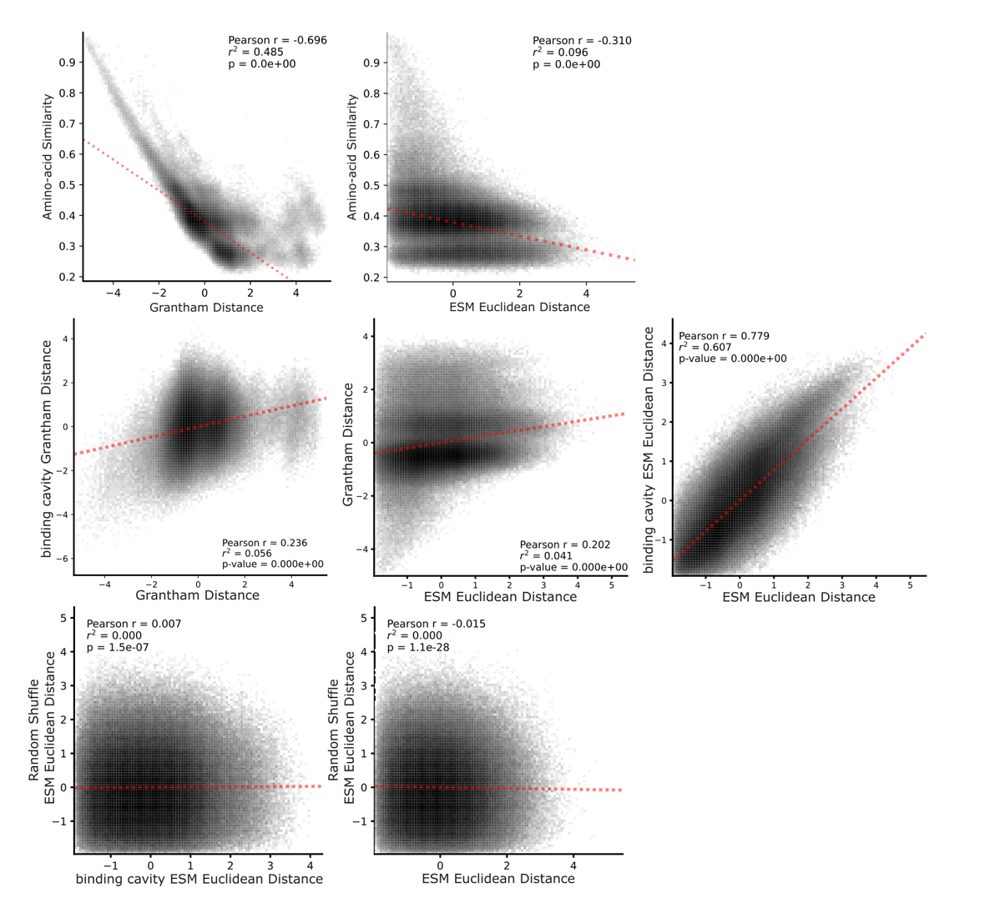 Pearson r = -0.696
r² = 0.485
p = 0.0e+00
Amino-acid Similarity
0.9
0.8
0.7
0.6
0.5
0.4
0.3
0.2
−4 −2 0 2 4
Grantham Distance
Pearson r = -0.310
r² = 0.096
p = 0.0e+00
Amino-acid Similarity
0.9
0.8
0.7
0.6
0.5
0.4
0.3
0.2
0 2 4
ESM Euclidean Distance
binding cavity Grantham Distance
4
2
0
−2
−4
−6
Pearson r = 0.236
r² = 0.056
p-value = 0.000e+00
−4 −2 0 2 4
Grantham Distance
Grantham Distance
4
2
0
−2
−4
Pearson r = 0.202
r² = 0.041
p-value = 0.000e+00
−1 0 1 2 3 4 5
ESM Euclidean Distance
Pearson r = 0.779
r² = 0.607
p-value = 0.000e+00
binding cavity ESM Euclidean Distance
4
3
2
1
0
−1
−1 0 1 2 3 4 5
ESM Euclidean Distance
Pearson r = 0.007
r² = 0.000
p = 1.5e-07
Random Shuffle
ESM Euclidean Distance
5
4
3
2
1
0
−1
−1 0 1 2 3 4
binding cavity ESM Euclidean Distance
Pearson r = -0.015
r² = 0.000
p = 1.1e-28
Random Shuffle
ESM Euclidean Distance
5
4
3
2
1
0
−1
0 2 4
ESM Euclidean Distance